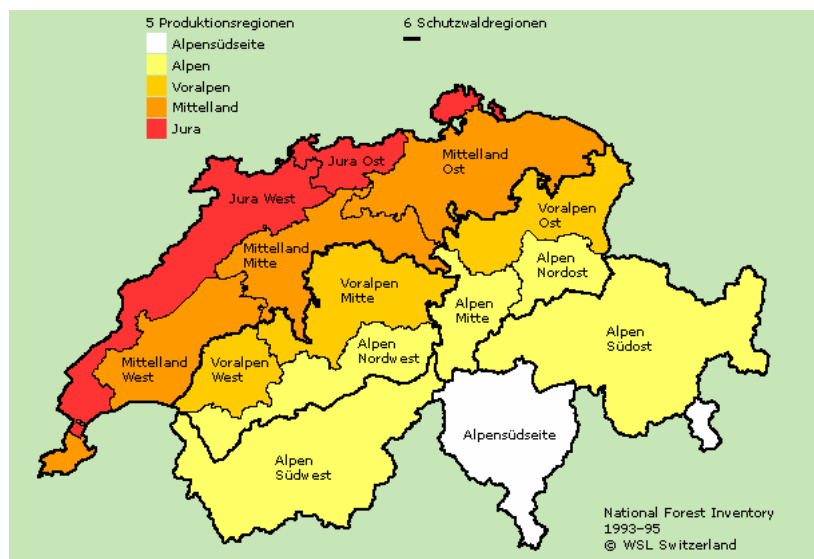 5 Produktionsregionen
Alpensüdseite
Alpen
Voralpen
Mittelland
Jura
6 Schutzwaldregionen
Jura Ost
Mittelland
Ost
Jura West
Voralpen
Ost
Mittelland
Mitte
Alpen
Nordost
Voralpen
Mitte
Alpen
Mitte
Alpen
Südost
Alpen
Nordwest
Mittelland
West
Voralpen
West
Alpensüdseite
Alpen
Südwest
National Forest Inventory
1993-95
© WSL Switzerland